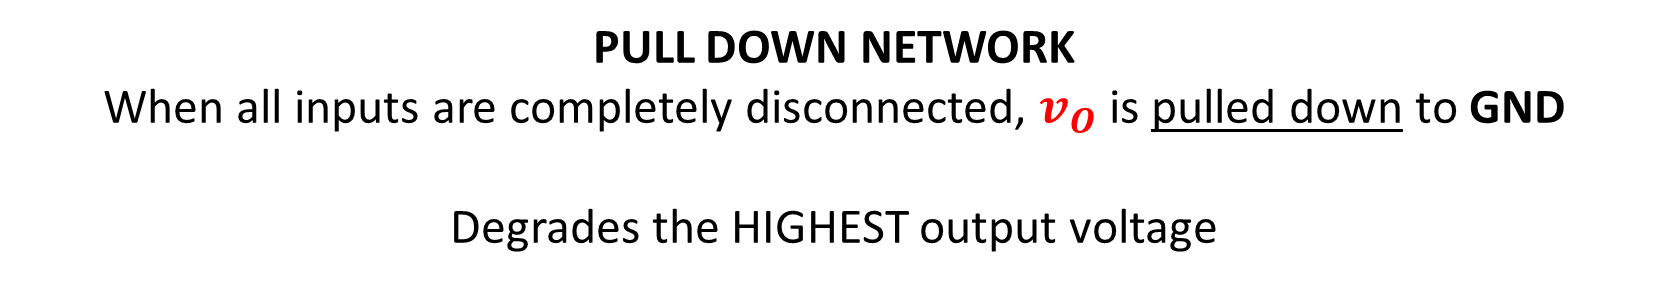 PULL DOWN NETWORK
When all inputs are completely disconnected, v_O is pulled down to GND
Degrades the HIGHEST output voltage